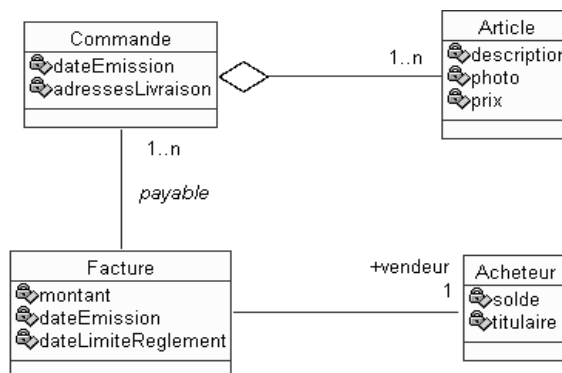 Commande
dateEmission
adressesLivraison
1..n
Article
description
photo
prix
1..n
payable
Facture
montant
dateEmission
dateLimiteReglement
+vendeur
1
Acheteur
solde
titulaire